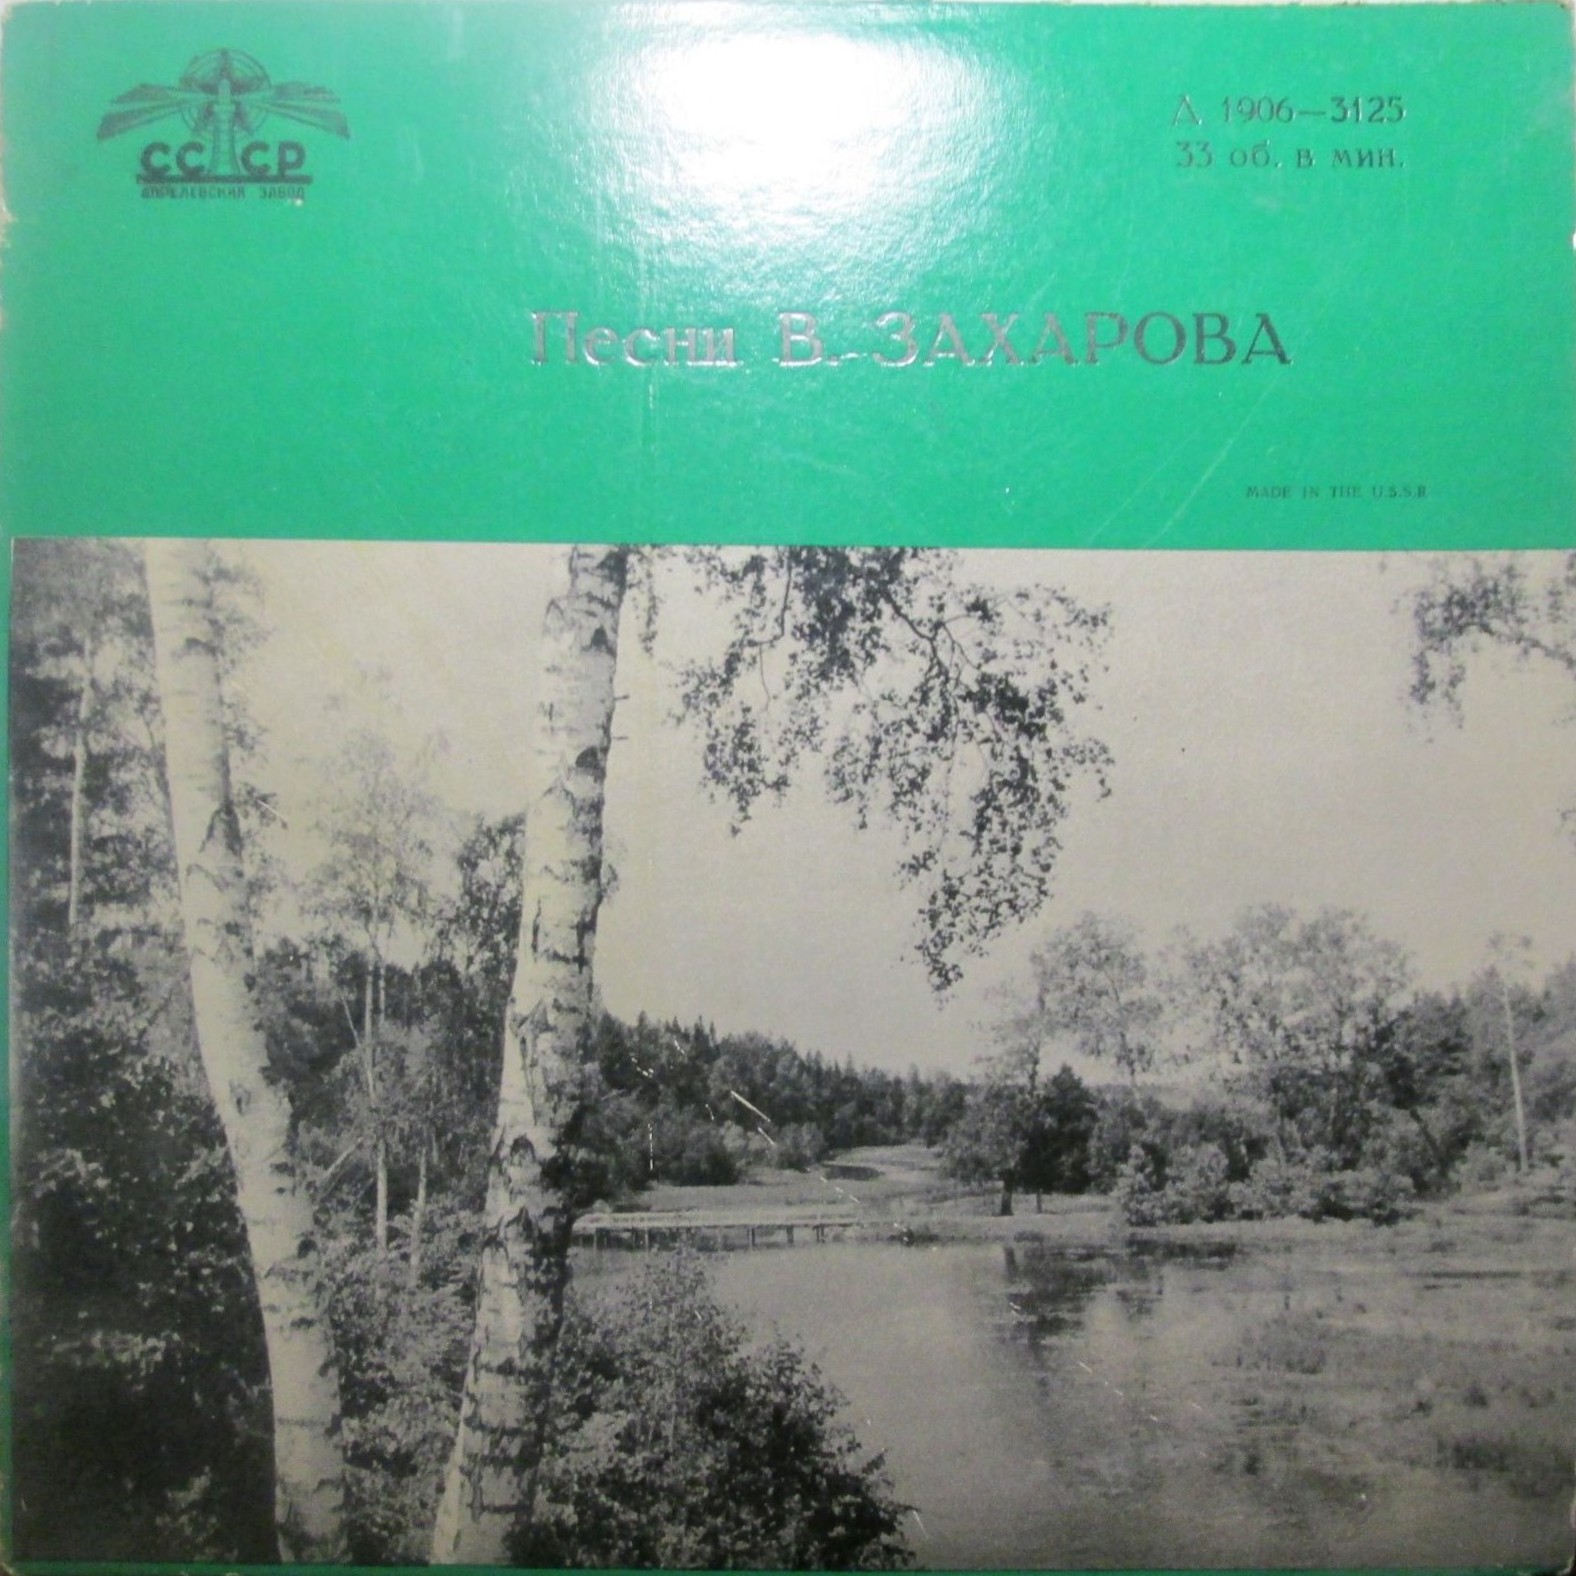 СССР
АПРЕЛЕВСКИЙ ЗАВОД
Д 1906—3125
33 об. в мин.
Песни В. ЗАХАРОВА
MADE IN THE U.S.S.R